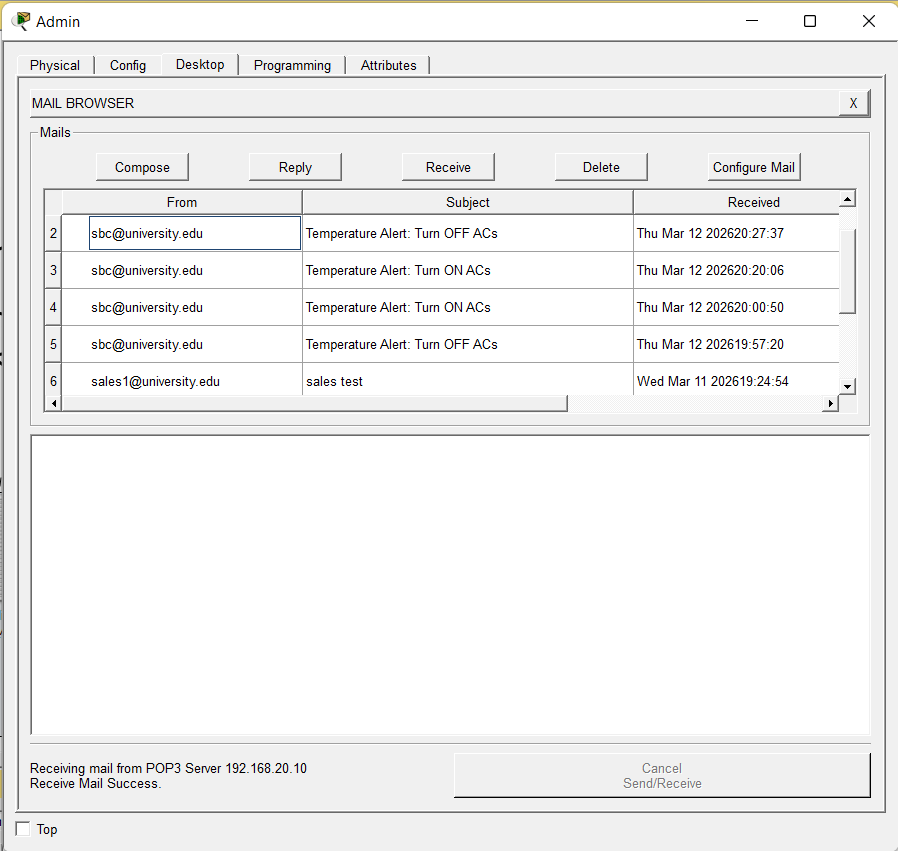 Admin
Physical Config Desktop Programming Attributes
MAIL BROWSER X
Mails
Compose Reply Receive Delete Configure Mail
From Subject Received
2 sbc@university.edu Temperature Alert: Turn OFF ACs Thu Mar 12 202620:27:37
3 sbc@university.edu Temperature Alert: Turn ON ACs Thu Mar 12 202620:20:06
4 sbc@university.edu Temperature Alert: Turn ON ACs Thu Mar 12 202620:00:50
5 sbc@university.edu Temperature Alert: Turn OFF ACs Thu Mar 12 202619:57:20
6 sales1@university.edu sales test Wed Mar 11 202619:24:54
Receiving mail from POP3 Server 192.168.20.10
Receive Mail Success.
Cancel
Send/Receive
Top